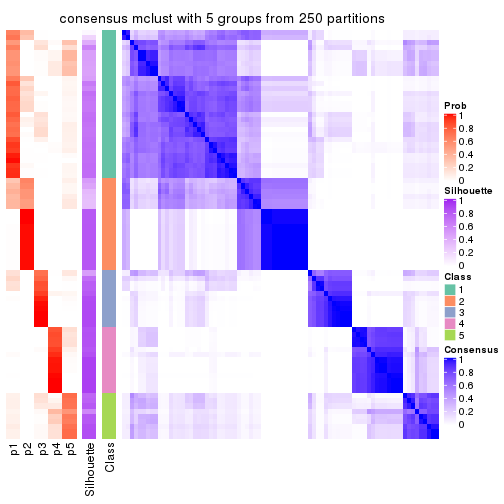 consensus mclust with 5 groups from 250 partitions
Prob
1
0.8
0.6
0.4
0.2
0
Silhouette
1
0.8
0.6
0.4
0.2
0
Class
1
2
3
4
5
Consensus
1
0.8
0.6
0.4
0.2
0
p1
p2
p3
p4
p5
Silhouette
Class